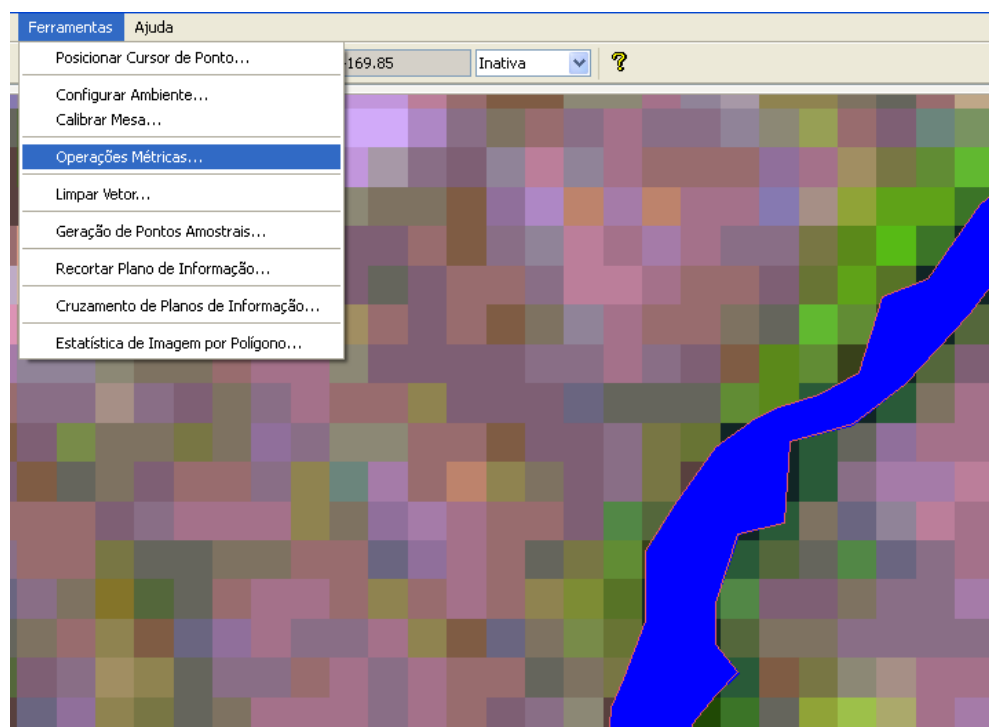 Ferramentas Ajuda
Posicionar Cursor de Ponto...
169.85 Inativa ?
Configurar Ambiente...
Calibrar Mesa...
Operações Métricas...
Limpar Vetor...
Geração de Pontos Amostrais...
Recortar Plano de Informação...
Cruzamento de Planos de Informação...
Estatística de Imagem por Polígono...